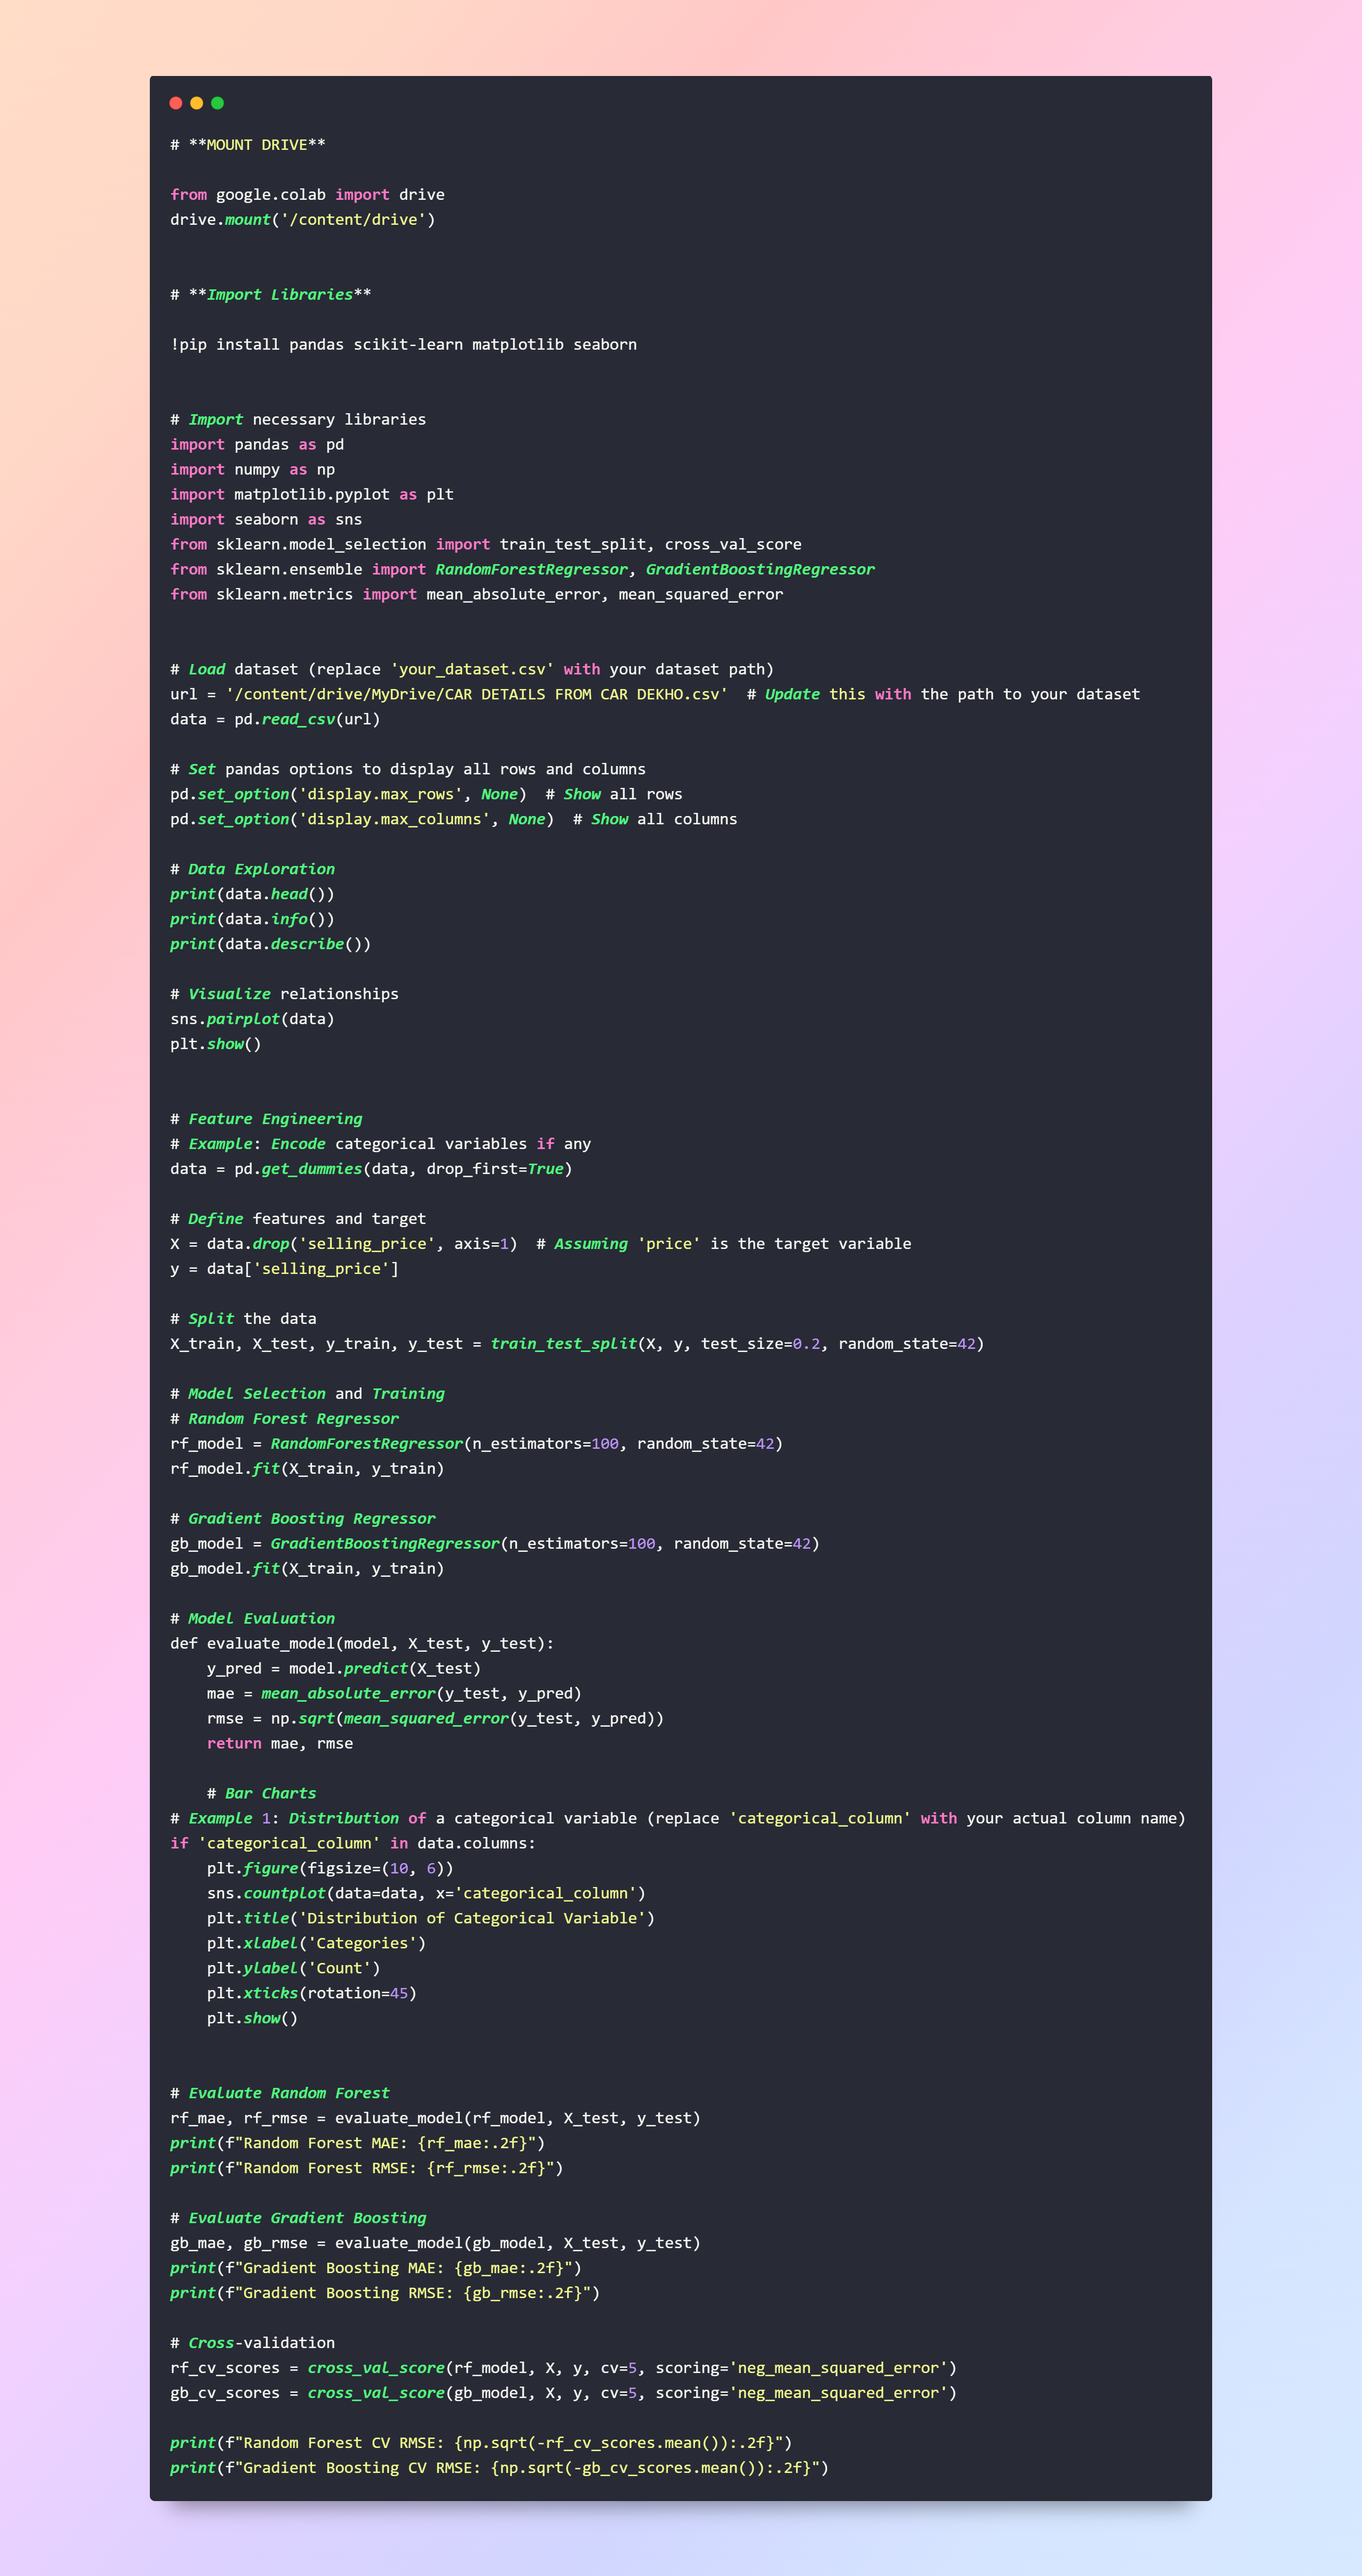 # **MOUNT DRIVE**
from google.colab import drive
drive.mount('/content/drive')
# **Import Libraries**
!pip install pandas scikit-learn matplotlib seaborn
# Import necessary libraries
import pandas as pd
import numpy as np
import matplotlib.pyplot as plt
import seaborn as sns
from sklearn.model_selection import train_test_split, cross_val_score
from sklearn.ensemble import RandomForestRegressor, GradientBoostingRegressor
from sklearn.metrics import mean_absolute_error, mean_squared_error
# Load dataset (replace 'your_dataset.csv' with your dataset path)
url = '/content/drive/MyDrive/CAR DETAILS FROM CAR DEKHO.csv'  # Update this with the path to your dataset
data = pd.read_csv(url)
# Set pandas options to display all rows and columns
pd.set_option('display.max_rows', None)  # Show all rows
pd.set_option('display.max_columns', None)  # Show all columns
# Data Exploration
print(data.head())
print(data.info())
print(data.describe())
# Visualize relationships
sns.pairplot(data)
plt.show()
# Feature Engineering
# Example: Encode categorical variables if any
data = pd.get_dummies(data, drop_first=True)
# Define features and target
X = data.drop('selling_price', axis=1)  # Assuming 'price' is the target variable
y = data['selling_price']
# Split the data
X_train, X_test, y_train, y_test = train_test_split(X, y, test_size=0.2, random_state=42)
# Model Selection and Training
# Random Forest Regressor
rf_model = RandomForestRegressor(n_estimators=100, random_state=42)
rf_model.fit(X_train, y_train)
# Gradient Boosting Regressor
gb_model = GradientBoostingRegressor(n_estimators=100, random_state=42)
gb_model.fit(X_train, y_train)
# Model Evaluation
def evaluate_model(model, X_test, y_test):
    y_pred = model.predict(X_test)
    mae = mean_absolute_error(y_test, y_pred)
    rmse = np.sqrt(mean_squared_error(y_test, y_pred))
    return mae, rmse
    # Bar Charts
# Example 1: Distribution of a categorical variable (replace 'categorical_column' with your actual column name)
if 'categorical_column' in data.columns:
    plt.figure(figsize=(10, 6))
    sns.countplot(data=data, x='categorical_column')
    plt.title('Distribution of Categorical Variable')
    plt.xlabel('Categories')
    plt.ylabel('Count')
    plt.xticks(rotation=45)
    plt.show()
# Evaluate Random Forest
rf_mae, rf_rmse = evaluate_model(rf_model, X_test, y_test)
print(f"Random Forest MAE: {rf_mae:.2f}")
print(f"Random Forest RMSE: {rf_rmse:.2f}")
# Evaluate Gradient Boosting
gb_mae, gb_rmse = evaluate_model(gb_model, X_test, y_test)
print(f"Gradient Boosting MAE: {gb_mae:.2f}")
print(f"Gradient Boosting RMSE: {gb_rmse:.2f}")
# Cross-validation
rf_cv_scores = cross_val_score(rf_model, X, y, cv=5, scoring='neg_mean_squared_error')
gb_cv_scores = cross_val_score(gb_model, X, y, cv=5, scoring='neg_mean_squared_error')
print(f"Random Forest CV RMSE: {np.sqrt(-rf_cv_scores.mean()):.2f}")
print(f"Gradient Boosting CV RMSE: {np.sqrt(-gb_cv_scores.mean()):.2f}")